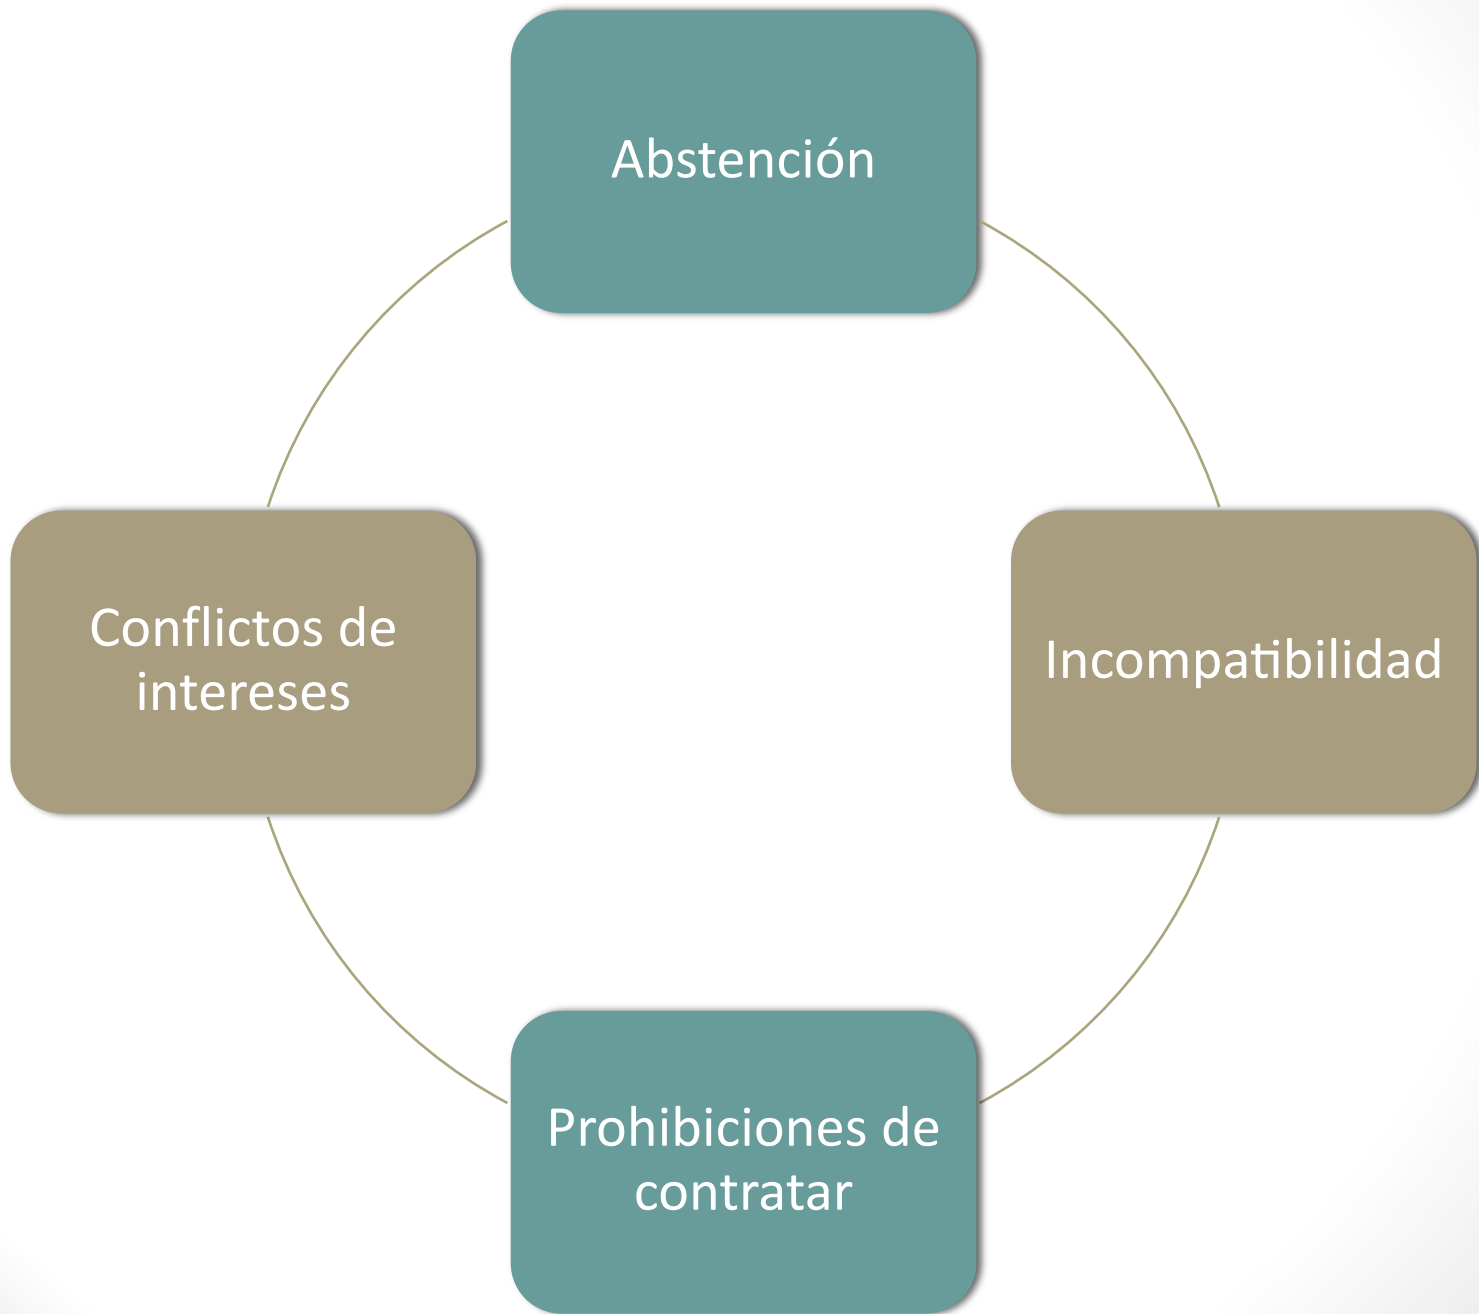 Abstención
Conflictos de
intereses
Incompatibilidad
Prohibiciones de
contratar